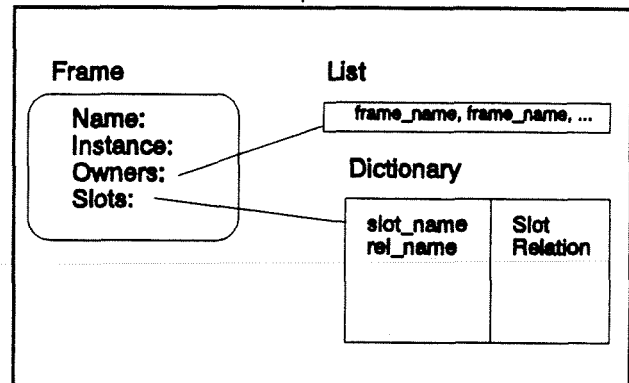 Frame
Name:
Instance:
Owners:
Slots:
List
frame_name, frame_name, ...
Dictionary
slot_name Slot
rel_name Relation